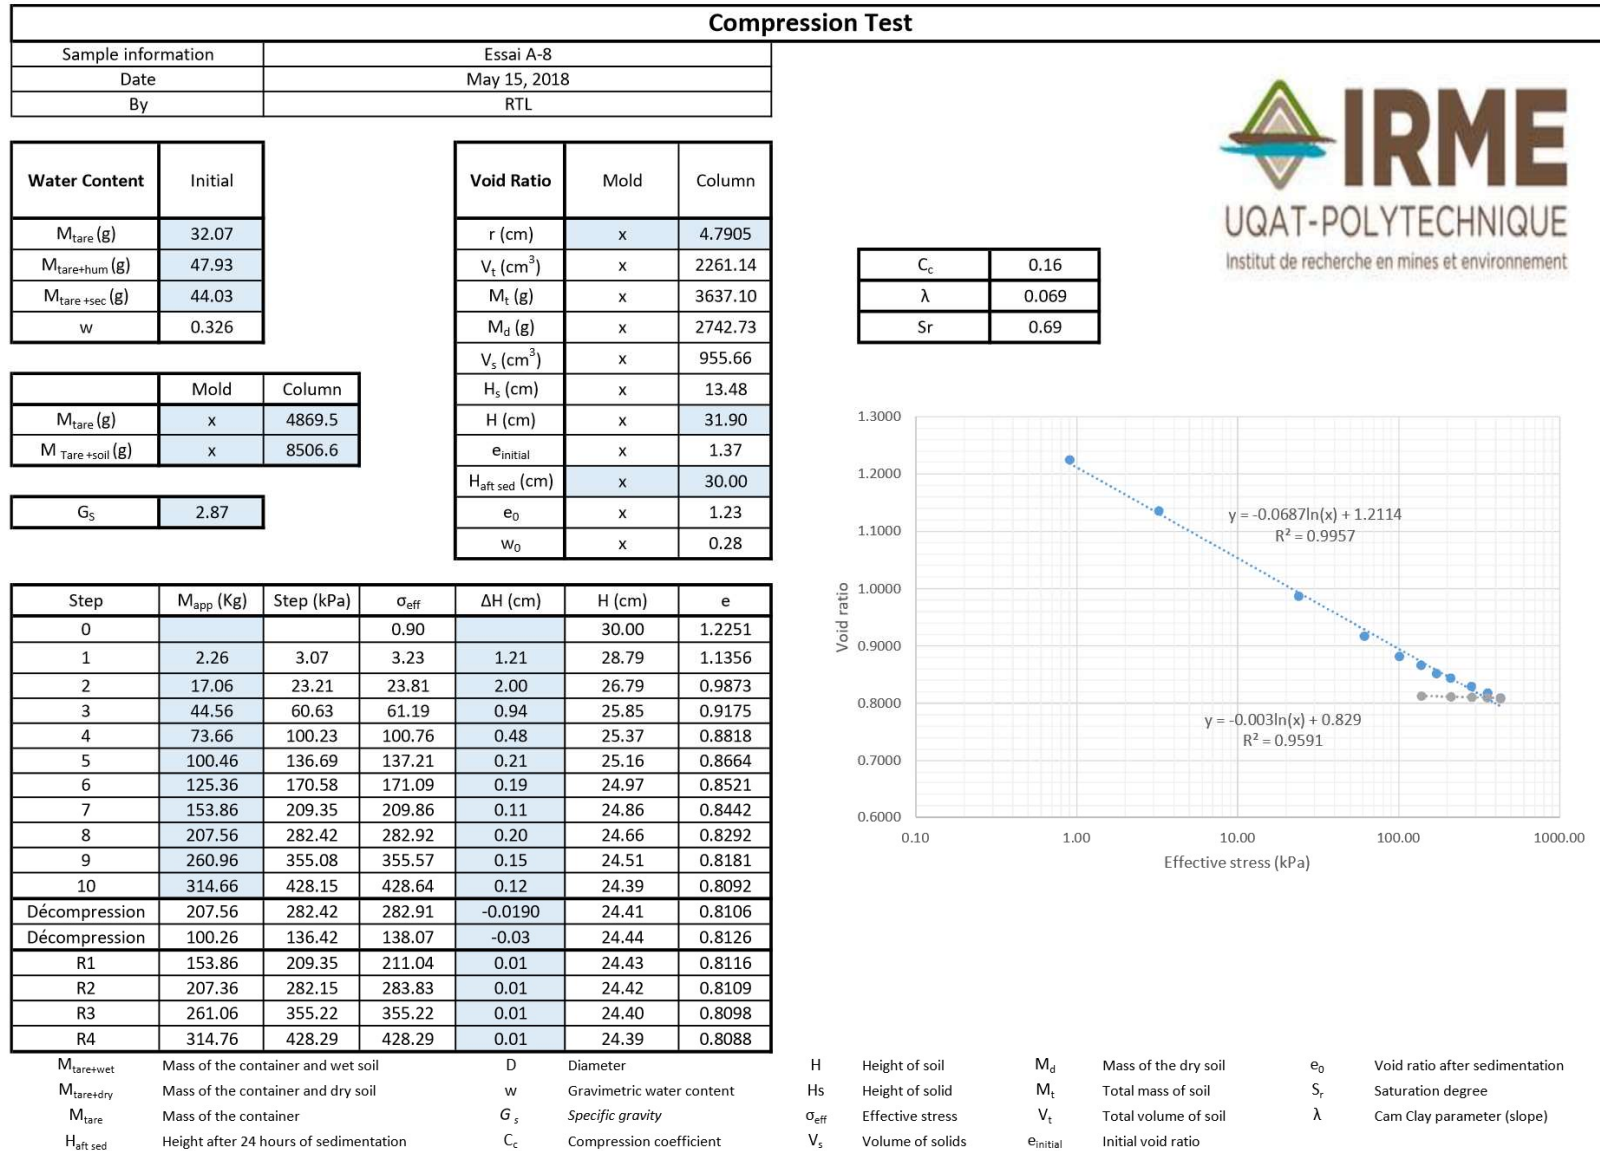 Compression Test
Sample information Essai A-8
Date May 15, 2018
By RTL
IRME
UQAT-POLYTECHNIQUE
Institut de recherche en mines et environnement
Water Content Initial
Mtare (g) 32.07
Mtare+hum (g) 47.93
Mtare +sec (g) 44.03
w 0.326
Mold Column
Mtare (g) x 4869.5
M Tare +soil (g) x 8506.6
GS 2.87
Void Ratio Mold Column
r (cm) x 4.7905
Vt (cm3) x 2261.14
Mt (g) x 3637.10
Md (g) x 2742.73
Vs (cm3) x 955.66
Hs (cm) x 13.48
H (cm) x 31.90
einitial x 1.37
Haft sed (cm) x 30.00
e0 x 1.23
w0 x 0.28
Cc 0.16
λ 0.069
Sr 0.69
Step Mapp (Kg) Step (kPa) σeff ΔH (cm) H (cm) e
0 0.90 30.00 1.2251
1 2.26 3.07 3.23 1.21 28.79 1.1356
2 17.06 23.21 23.81 2.00 26.79 0.9873
3 44.56 60.63 61.19 0.94 25.85 0.9175
4 73.66 100.23 100.76 0.48 25.37 0.8818
5 100.46 136.69 137.21 0.21 25.16 0.8664
6 125.36 170.58 171.09 0.19 24.97 0.8521
7 153.86 209.35 209.86 0.11 24.86 0.8442
8 207.56 282.42 282.92 0.20 24.66 0.8292
9 260.96 355.08 355.57 0.15 24.51 0.8181
10 314.66 428.15 428.64 0.12 24.39 0.8092
Décompression 207.56 282.42 282.91 -0.0190 24.41 0.8106
Décompression 100.26 136.42 138.07 -0.03 24.44 0.8126
R1 153.86 209.35 211.04 0.01 24.43 0.8116
R2 207.36 282.15 283.83 0.01 24.42 0.8109
R3 261.06 355.22 355.22 0.01 24.40 0.8098
R4 314.76 428.29 428.29 0.01 24.39 0.8088
1.3000
1.2000
1.1000
1.0000
0.9000
0.8000
0.7000
0.6000
Void ratio
y = -0.0687ln(x) + 1.2114
R² = 0.9957
y = -0.003ln(x) + 0.829
R² = 0.9591
0.10 1.00 10.00 100.00 1000.00
Effective stress (kPa)
Mtare+wet Mass of the container and wet soil D Diameter H Height of soil Md Mass of the dry soil e0 Void ratio after sedimentation
Mtare+dry Mass of the container and dry soil w Gravimetric water content Hs Height of solid Mt Total mass of soil Sr Saturation degree
Mtare Mass of the container Gs Specific gravity σeff Effective stress Vt Total volume of soil λ Cam Clay parameter (slope)
Haft sed Height after 24 hours of sedimentation Cc Compression coefficient Vs Volume of solids einitial Initial void ratio